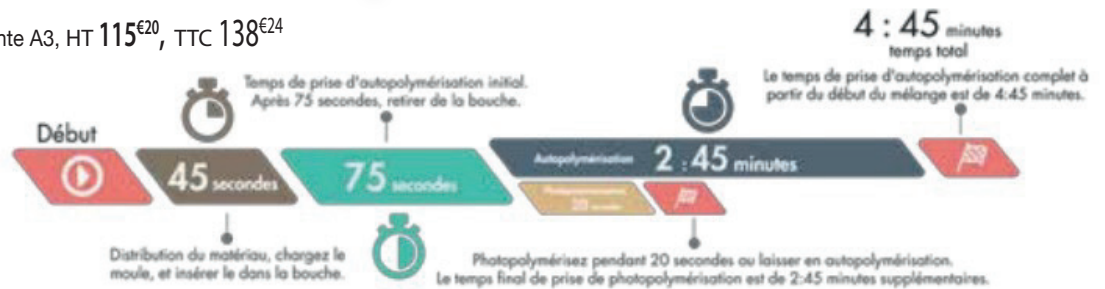 nte A3, HT 115€20, TTC 138€24
4 : 45 minutes
temps total
Temps de prise d'autopolymérisation initial.
Après 75 secondes, retirer de la bouche.
Le temps de prise d'autopolymérisation complet à
partir du début du mélange est de 4:45 minutes.
Début
45 secondes
75 secondes
Autopolymérisation 2 : 45 minutes
20 secondes
Distribution du matériau, chargez le
moule, et insérer le dans la bouche.
Photopolymérisez pendant 20 secondes ou laisser en autopolymérisation.
Le temps final de prise de photopolymérisation est de 2:45 minutes supplémentaires.